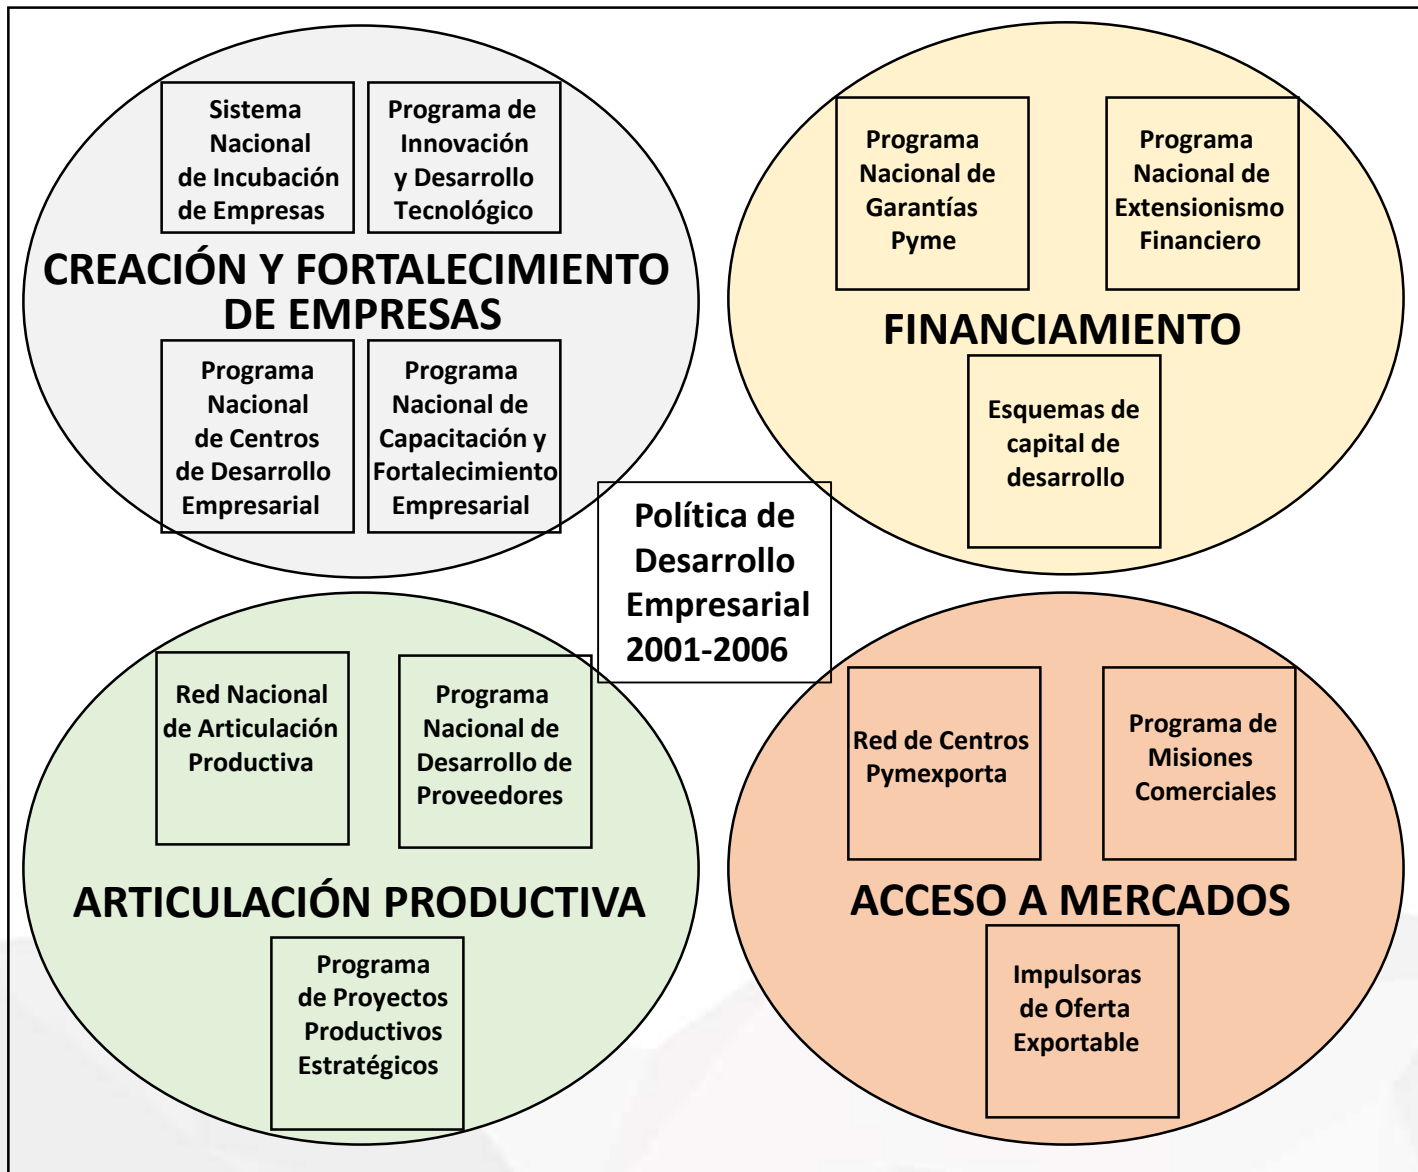 Sistema
Nacional
de Incubación
de Empresas
Programa de
Innovación
y Desarrollo
Tecnológico
CREACIÓN Y FORTALECIMIENTO
DE EMPRESAS
Programa
Nacional
de Centros
de Desarrollo
Empresarial
Programa
Nacional de
Capacitación y
Fortalecimiento
Empresarial
Programa
Nacional de
Garantías
Pyme
Programa
Nacional de
Extensionismo
Financiero
FINANCIAMIENTO
Esquemas de
capital de
desarrollo
Política de
Desarrollo
Empresarial
2001-2006
Red Nacional
de Articulación
Productiva
Programa
Nacional de
Desarrollo de
Proveedores
ARTICULACIÓN PRODUCTIVA
Programa
de Proyectos
Productivos
Estratégicos
Red de Centros
Pymexporta
Programa de
Misiones
Comerciales
ACCESO A MERCADOS
Impulsoras
de Oferta
Exportable